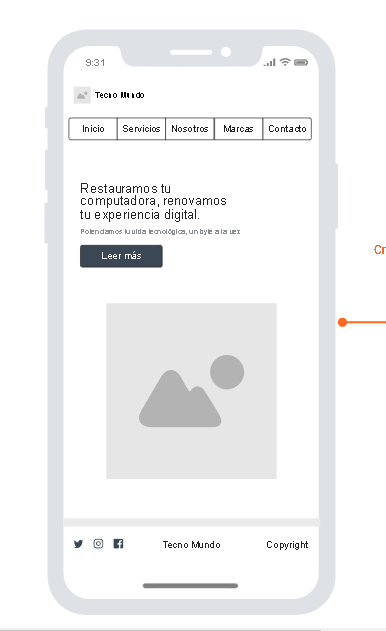 9:31
Tecno Mundo
Inicio Servicios Nosotros Marcas Contacto
Restauramos tu
computadora, renovamos
tu experiencia digital.
Potendamos tu vida tecnológica, un byte a la vez
Leer más
Cr
Tecno Mundo Copyright